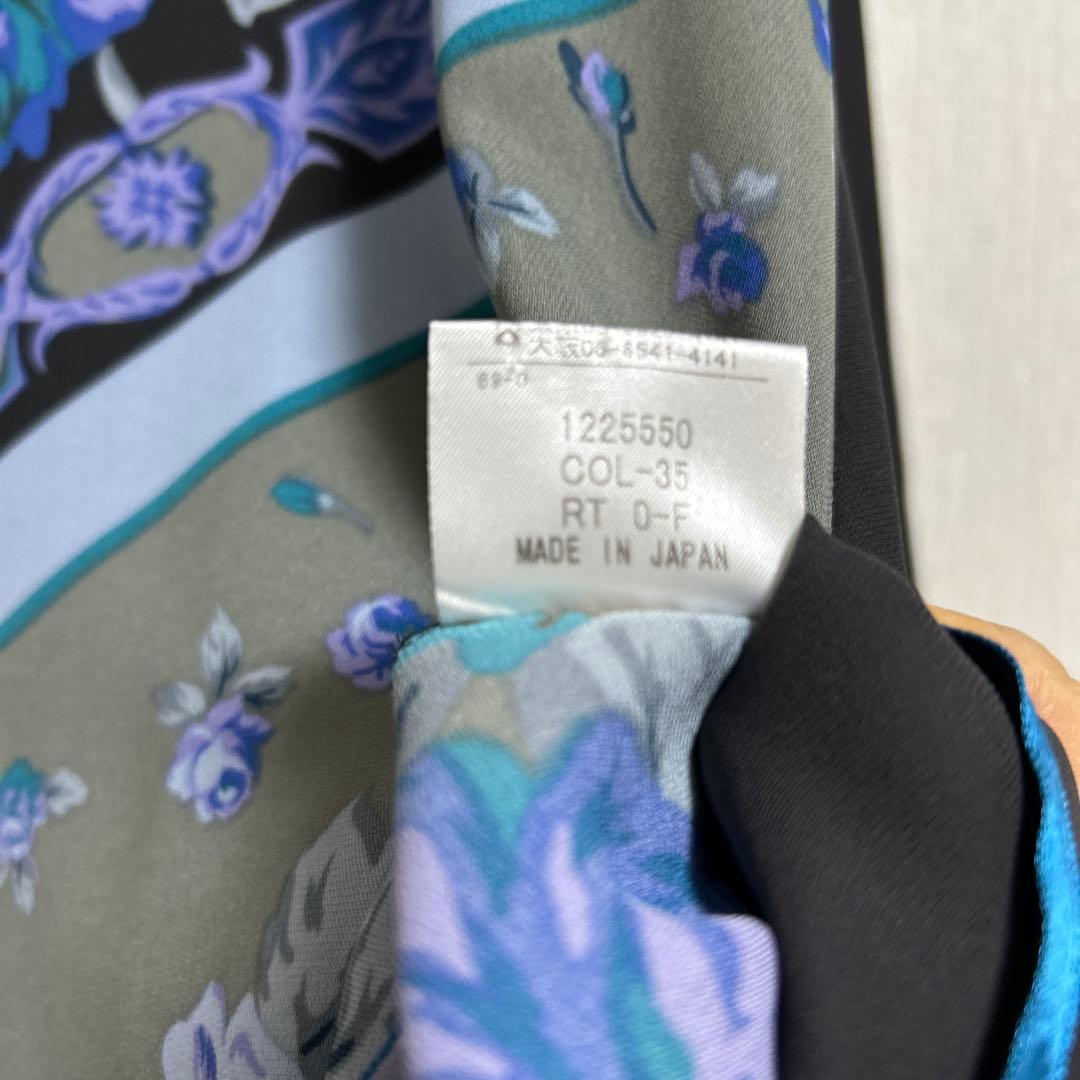 大阪06-6541-4141
1225550
COL-35
RT 0-F
MADE IN JAPAN